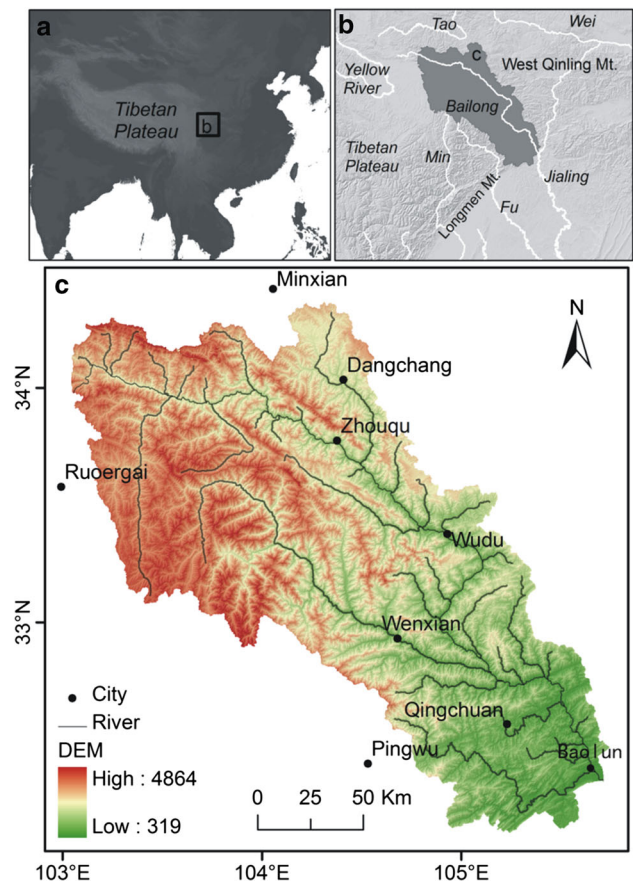 a
Tibetan
Plateau
b
b
Tao
Wei
c
West Qinling Mt.
Yellow
River
Bailong
Tibetan
Plateau
Min
Longmen Mt.
Fu
Jialing
c
Minxian
N
34°N
Dangchang
Zhouqu
Ruoergai
Wudu
33°N
Wenxian
City
River
Qingchuan
DEM
Pingwu
Baolun
High : 4864
0 25 50 Km
Low : 319
103°E 104°E 105°E